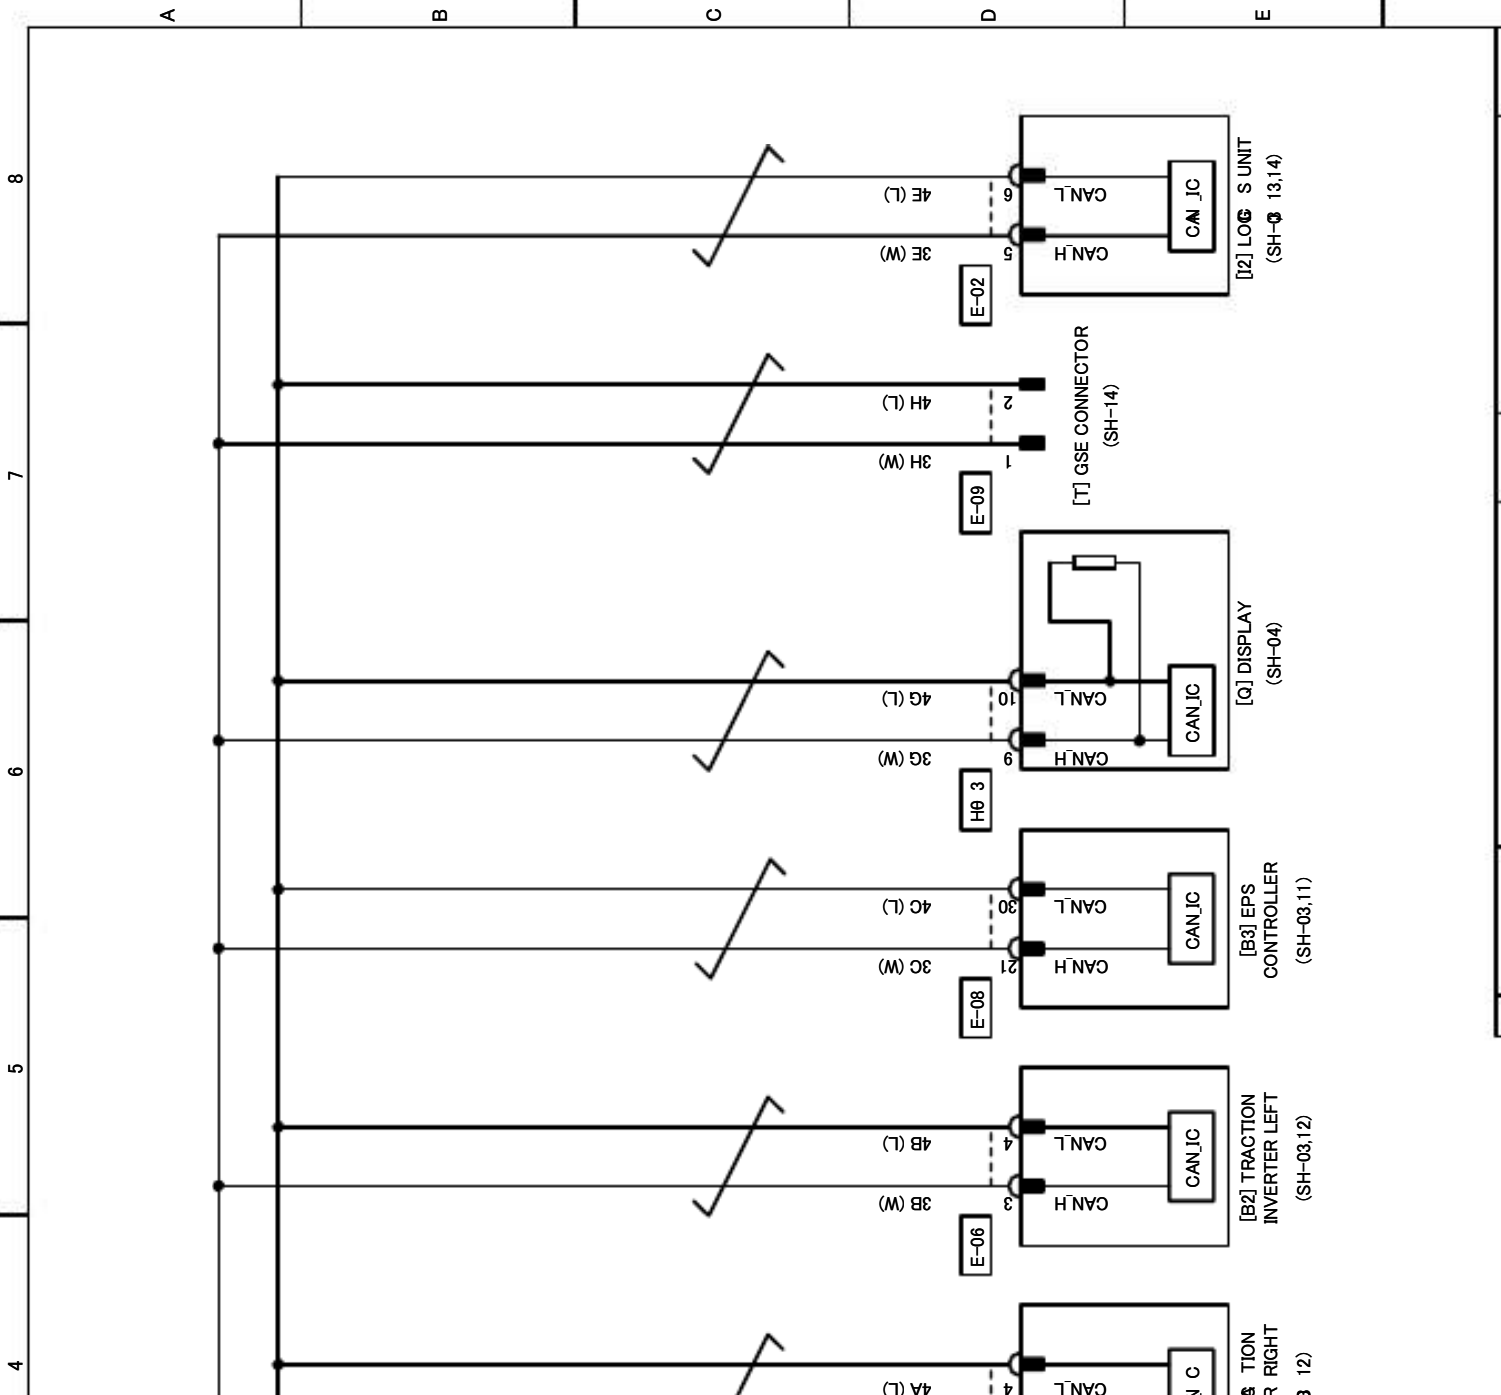 A
B
C
D
E
8
4E (L)
6
CAN_L
3E (W)
5
CAN_H
CAN_IC
E-02
[I2] LOG S UNIT
13,14)
7
4H (L)
2
3H (W)
1
E-09
[T] GSE CONNECTOR
(SH-14)
6
4G (L)
10
CAN_L
3G (W)
9
CAN_H
CAN_IC
[Q] DISPLAY
(SH-04)
3
4C (L)
30
CAN_L
3C (W)
21
CAN_H
CAN_IC
E-08
[B3] EPS
CONTROLLER
(SH-03,11)
5
4B (L)
4
CAN_L
3B (W)
3
CAN_H
CAN_IC
E-06
[B2] TRACTION
INVERTER LEFT
(SH-03,12)
4
4A (L)
4
CAN_L
C
TION
R RIGHT
12)